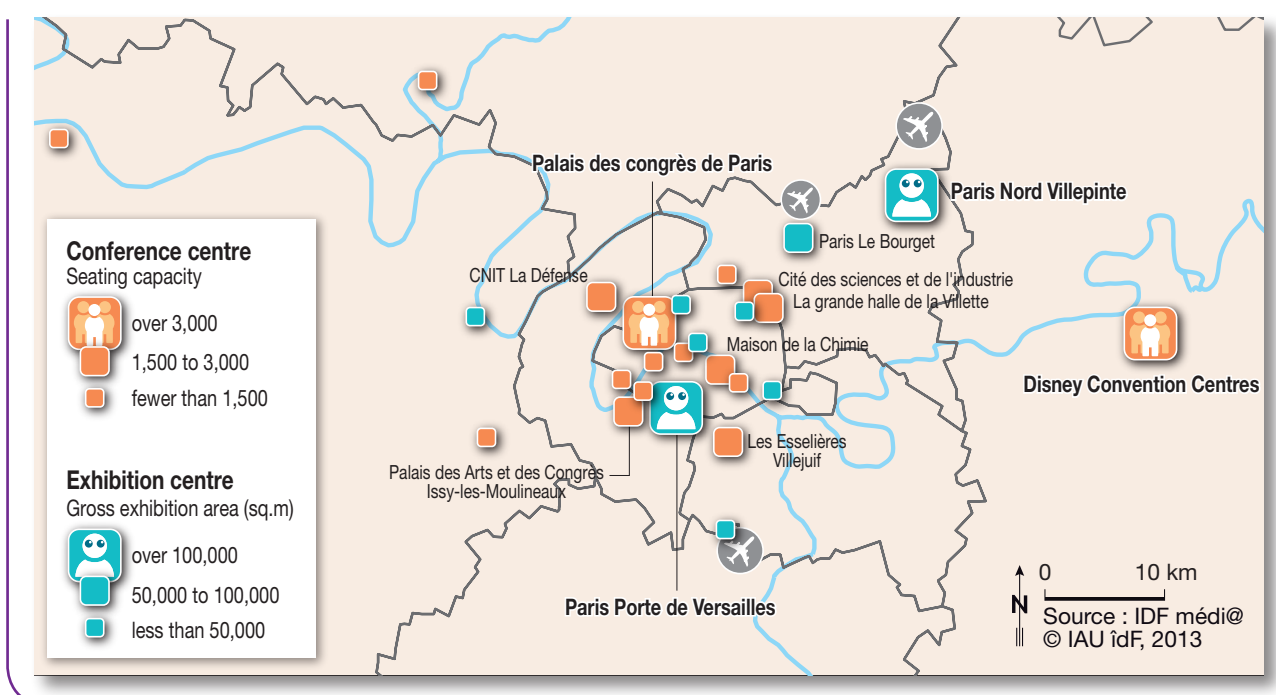 Palais des congrès de Paris
Paris Nord Villepinte
Paris Le Bourget
CNIT La Défense
Cité des sciences et de l'industrie
La grande halle de la Villette
Maison de la Chimie
Disney Convention Centres
Les Esselières
Villejuif
Palais des Arts et des Congrès
Issy-les-Moulineaux
Paris Porte de Versailles
Conference centre
Seating capacity
over 3,000
1,500 to 3,000
fewer than 1,500
Exhibition centre
Gross exhibition area (sq.m)
over 100,000
50,000 to 100,000
less than 50,000
0 10 km
N
Source : IDF médi@
© IAU îdF, 2013